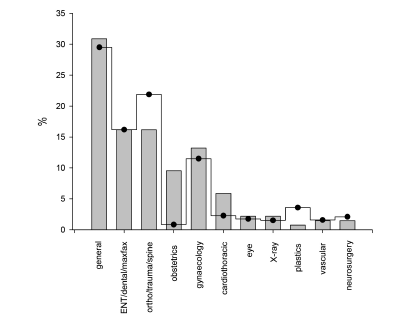 35
30
25
20
15
10
5
0
%
general
ENT/dental/maxfax
ortho/trauma/spine
obstetrics
gynaecology
cardiothoracic
eye
X-ray
plastics
vascular
neurosurgery